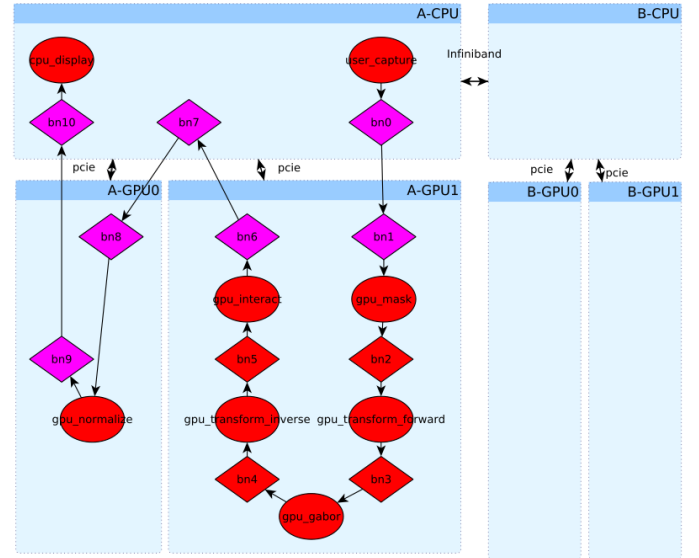 A-CPU
B-CPU
cpu_display
user_capture
Infiniband
bn10
bn7
bn0
pcie
pcie
pcie
pcie
A-GPU0
A-GPU1
B-GPU0
B-GPU1
bn8
bn6
bn1
gpu_interact
gpu_mask
bn9
bn5
bn2
gpu_normalize
gpu_transform_inverse
gpu_transform_forward
bn4
bn3
gpu_gabor